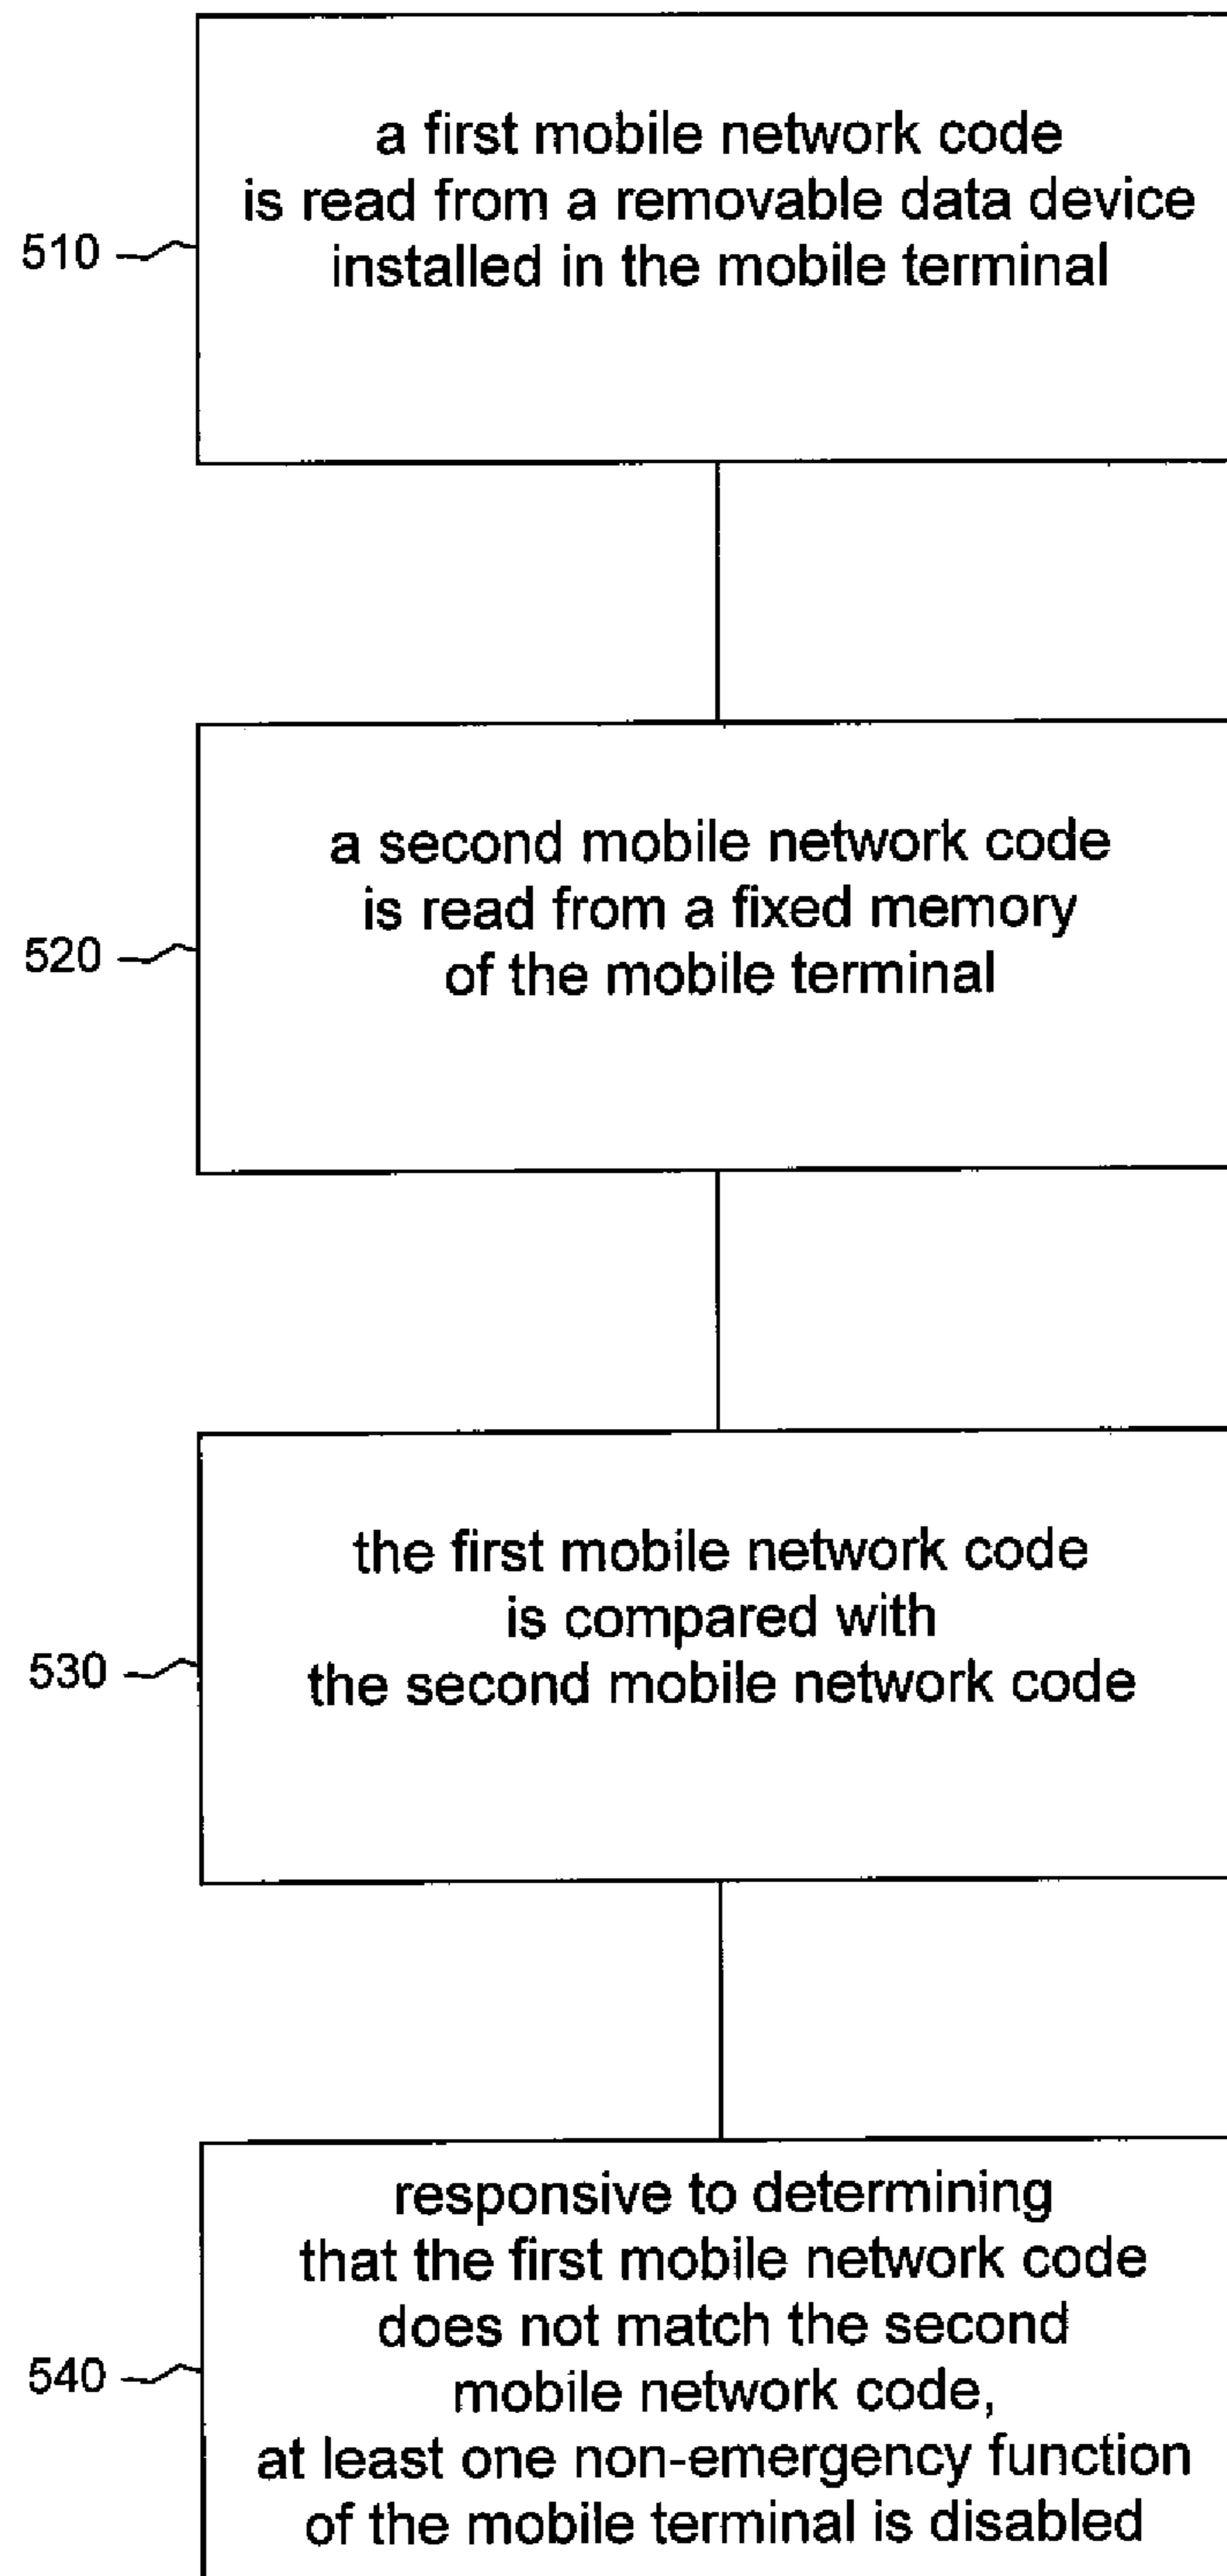 a first mobile network code
is read from a removable data device
installed in the mobile terminal
510
a second mobile network code
is read from a fixed memory
of the mobile terminal
520
the first mobile network code
is compared with
the second mobile network code
530
responsive to determining
that the first mobile network code
does not match the second
mobile network code,
at least one non-emergency function
of the mobile terminal is disabled
540